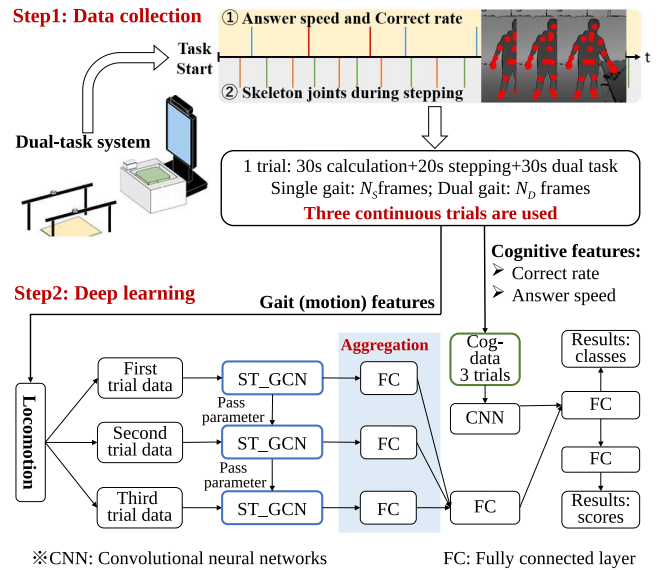 Step1: Data collection
① Answer speed and Correct rate
Task
Start
t
② Skeleton joints during stepping
Dual-task system
1 trial: 30s calculation+20s stepping+30s dual task
Single gait: N_S frames; Dual gait: N_D frames
Three continuous trials are used
Cognitive features:
➢ Correct rate
➢ Answer speed
Step2: Deep learning
Gait (motion) features
Locomotion
First
trial data
ST_GCN
Pass
parameter
Second
trial data
ST_GCN
Pass
parameter
Third
trial data
ST_GCN
Aggregation
FC
FC
FC
FC
Cog-
data
3 trials
CNN
Results:
classes
FC
FC
Results:
scores
※CNN: Convolutional neural networks
FC: Fully connected layer